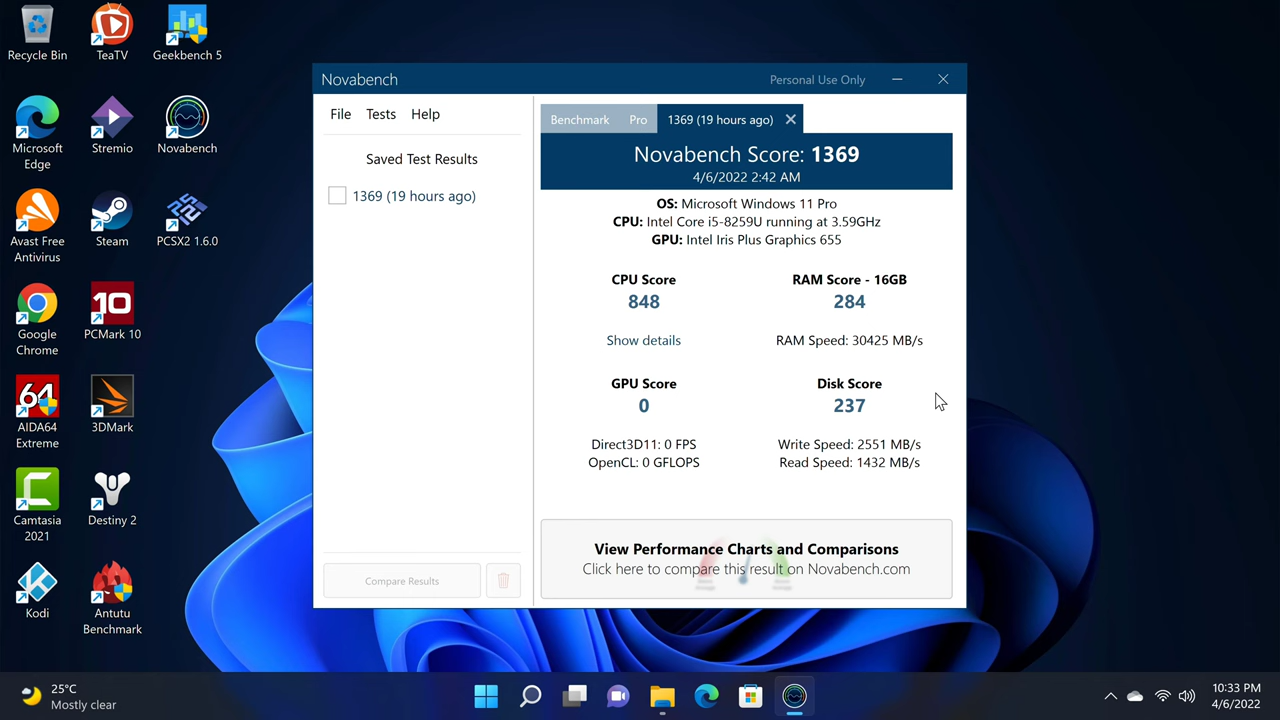 Recycle Bin
TeaTV
Geekbench 5
Microsoft
Edge
Stremio
Novabench
Avast Free
Antivirus
Steam
PCSX2 1.6.0
Google
Chrome
10
PCMark 10
64
AIDA64
Extreme
3DMark
Camtasia
2021
Destiny 2
Kodi
Antutu
Benchmark
Novabench
Personal Use Only
File Tests Help
Saved Test Results
1369 (19 hours ago)
Compare Results
Benchmark
Pro
1369 (19 hours ago)
Novabench Score: 1369
4/6/2022 2:42 AM
OS: Microsoft Windows 11 Pro
CPU: Intel Core i5-8259U running at 3.59GHz
GPU: Intel Iris Plus Graphics 655
CPU Score
848
Show details
RAM Score - 16GB
284
RAM Speed: 30425 MB/s
GPU Score
0
Direct3D11: 0 FPS
OpenCL: 0 GFLOPS
Disk Score
237
Write Speed: 2551 MB/s
Read Speed: 1432 MB/s
View Performance Charts and Comparisons
Click here to compare this result on Novabench.com
25°C
Mostly clear
10:33 PM
4/6/2022